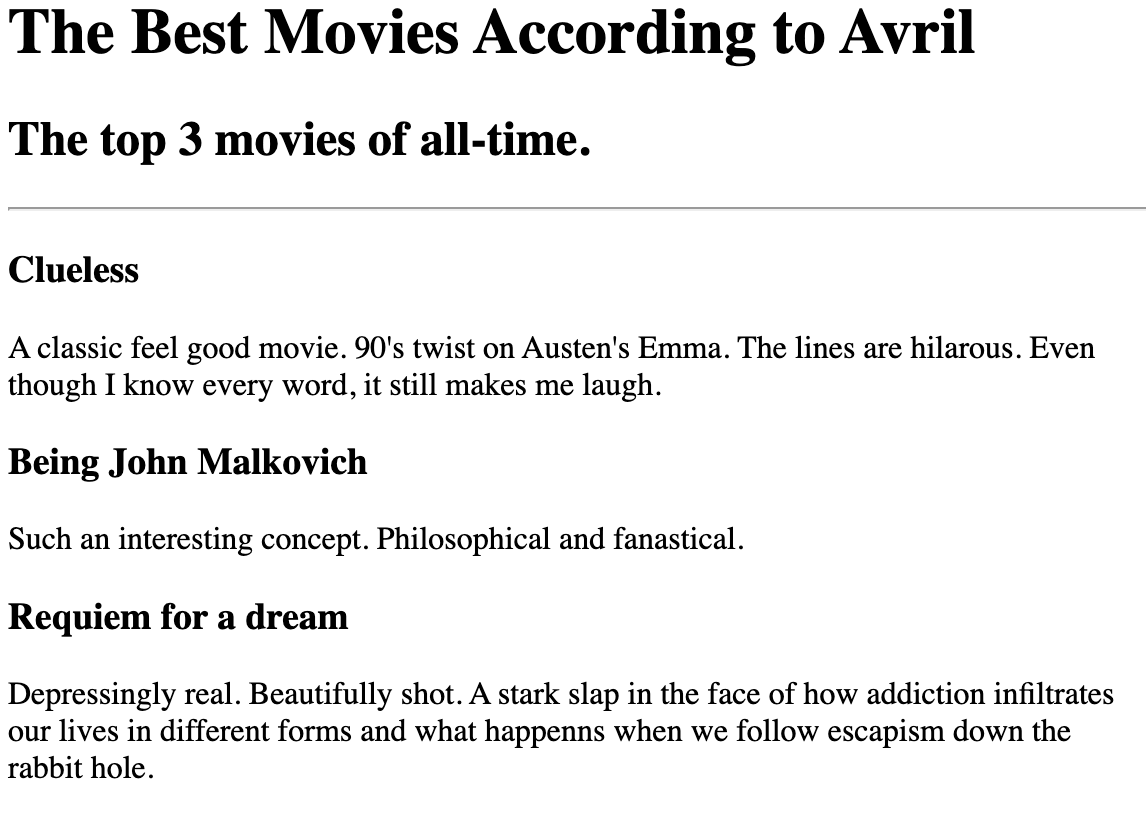 The Best Movies According to Avril
The top 3 movies of all-time.
Clueless
A classic feel good movie. 90's twist on Austen's Emma. The lines are hilarous. Even
though I know every word, it still makes me laugh.
Being John Malkovich
Such an interesting concept. Philosophical and fanastical.
Requiem for a dream
Depressingly real. Beautifully shot. A stark slap in the face of how addiction infiltrates
our lives in different forms and what happenns when we follow escapism down the
rabbit hole.